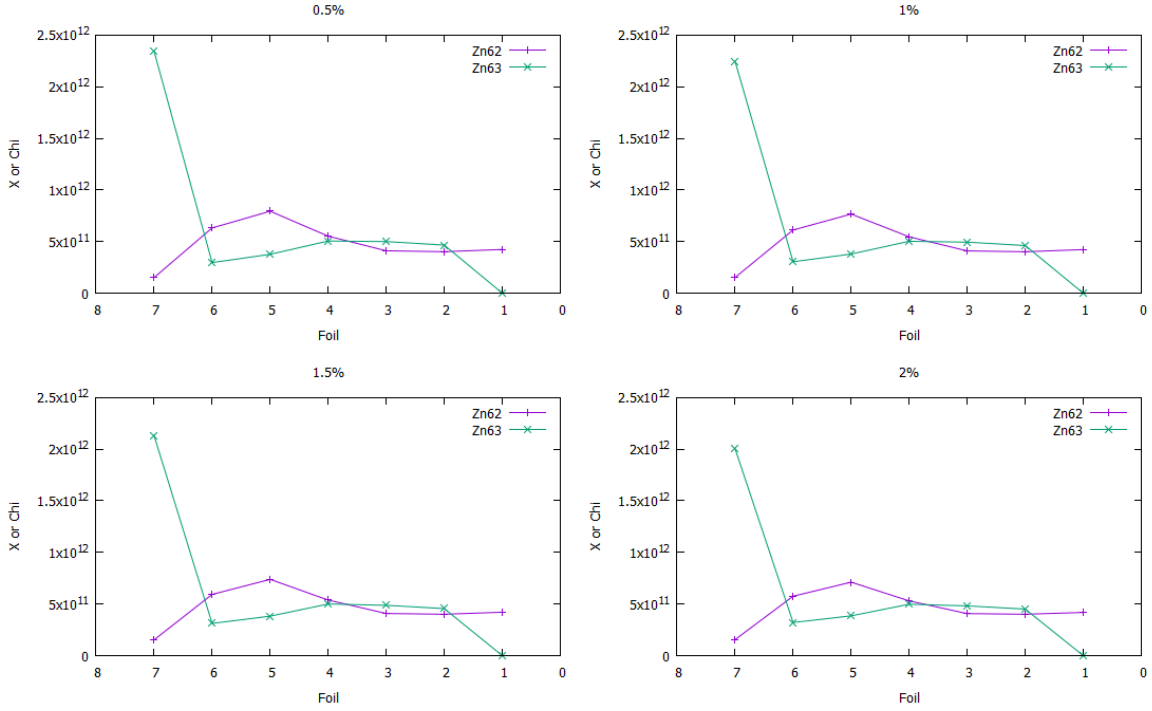 0.5%
2.5x10^12
2x10^12
1.5x10^12
1x10^12
5x10^11
0
X or Chi
Zn62
Zn63
8 7 6 5 4 3 2 1 0
Foil
1%
2.5x10^12
2x10^12
1.5x10^12
1x10^12
5x10^11
0
X or Chi
Zn62
Zn63
8 7 6 5 4 3 2 1 0
Foil
1.5%
2.5x10^12
2x10^12
1.5x10^12
1x10^12
5x10^11
0
X or Chi
Zn62
Zn63
8 7 6 5 4 3 2 1 0
Foil
2%
2.5x10^12
2x10^12
1.5x10^12
1x10^12
5x10^11
0
X or Chi
Zn62
Zn63
8 7 6 5 4 3 2 1 0
Foil